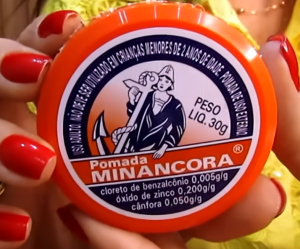 USO ADULTO NÃO DEVE SER UTILIZADO EM CRIANÇAS MENORES DE 2 ANOS DE IDADE. POMADA DE USO EXTERNO
PESO
LIQ. 30g
Pomada
MINANCORA®
cloreto de benzalcônio 0,005g/g
óxido de zinco 0,200g/g
cânfora 0,050g/g